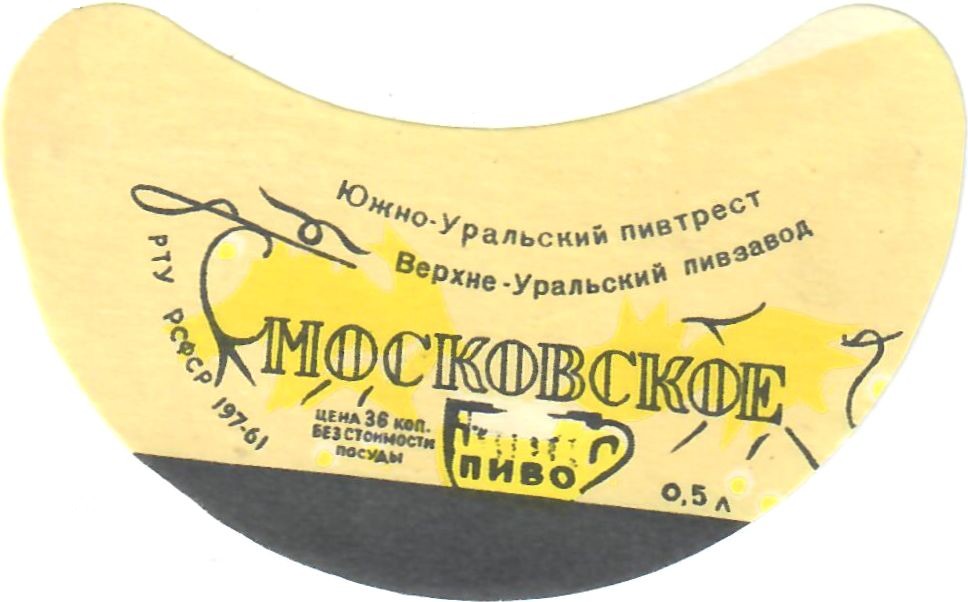 Южно-Уральский пивтрест
Верхне-Уральский пивзавод
РТУ РСФСР 197-61
МОСКОВСКОЕ
ЦЕНА 36 КОП.
БЕЗ СТОИМОСТИ
ПОСУДЫ
ПИВО
0,5 л